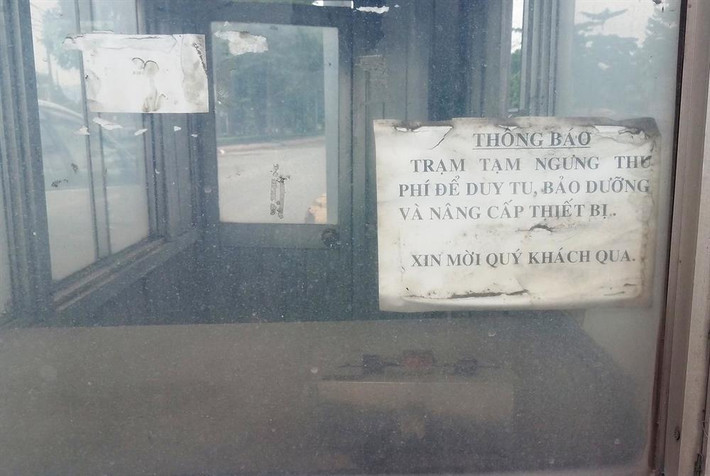 THÔNG BÁO
TRẠM TẠM NGƯNG THU
PHÍ ĐỂ DUY TU, BẢO DƯỠNG
VÀ NÂNG CẤP THIẾT BỊ.
XIN MỜI QUÝ KHÁCH QUA.